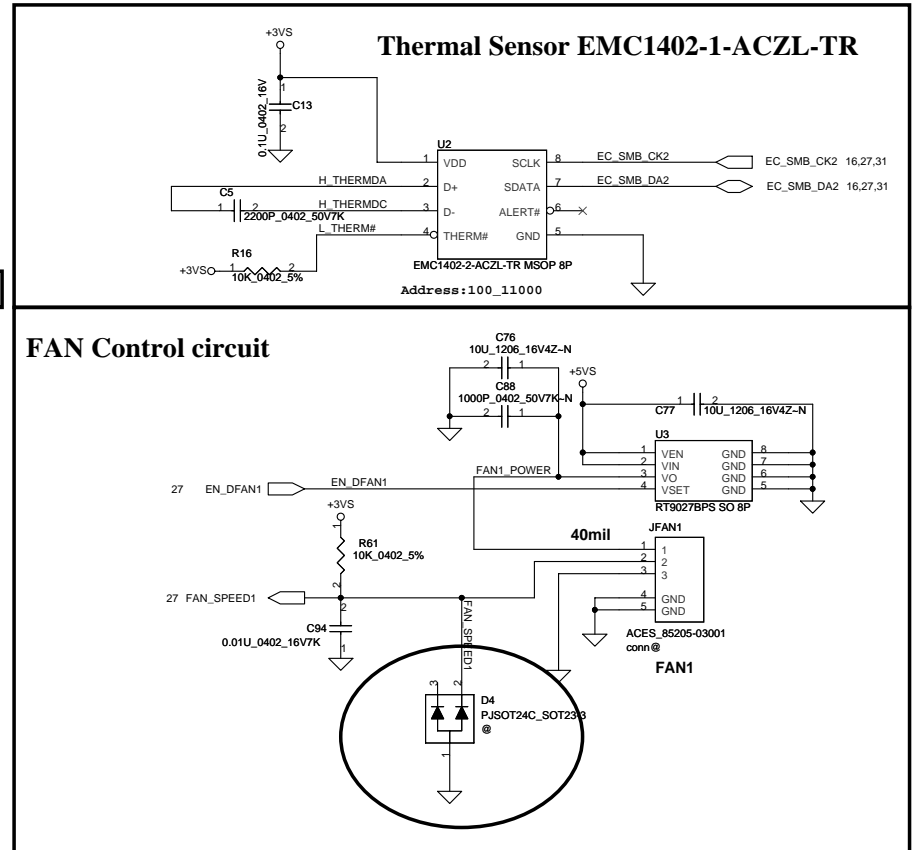 Thermal Sensor EMC1402-1-ACZL-TR
+3VS
1
0.1U_0402_16V
C13
2
U2
1 VDD SCLK 8 EC_SMB_CK2 EC_SMB_CK2 16,27,31
H_THERMDA 2 D+ SDATA 7 EC_SMB_DA2 EC_SMB_DA2 16,27,31
C5
1 2 H_THERMDC 3 D- ALERT# 6
2200P_0402_50V7K
L_THERM# 4 THERM# GND 5
R16
+3VS 1 2
10K_0402_5%
EMC1402-2-ACZL-TR MSOP 8P
Address:100_11000
FAN Control circuit
C76
10U_1206_16V4Z~N
2 1
C88
1000P_0402_50V7K~N
2 1
+5VS
1 2
C77 10U_1206_16V4Z~N
U3
1 VEN GND 8
2 VIN GND 7
FAN1_POWER 3 VO GND 6
27 EN_DFAN1 EN_DFAN1 4 VSET GND 5
RT9027BPS SO 8P
+3VS
1
R61
10K_0402_5%
2
40mil
JFAN1
1 1
2 2
3 3
4 GND
5 GND
ACES_85205-03001
conn@
FAN1
27 FAN_SPEED1
2
C94
0.01U_0402_16V7K
1
FAN_SPEED1
3 2
D4
PJSOT24C_SOT23-3
@
1